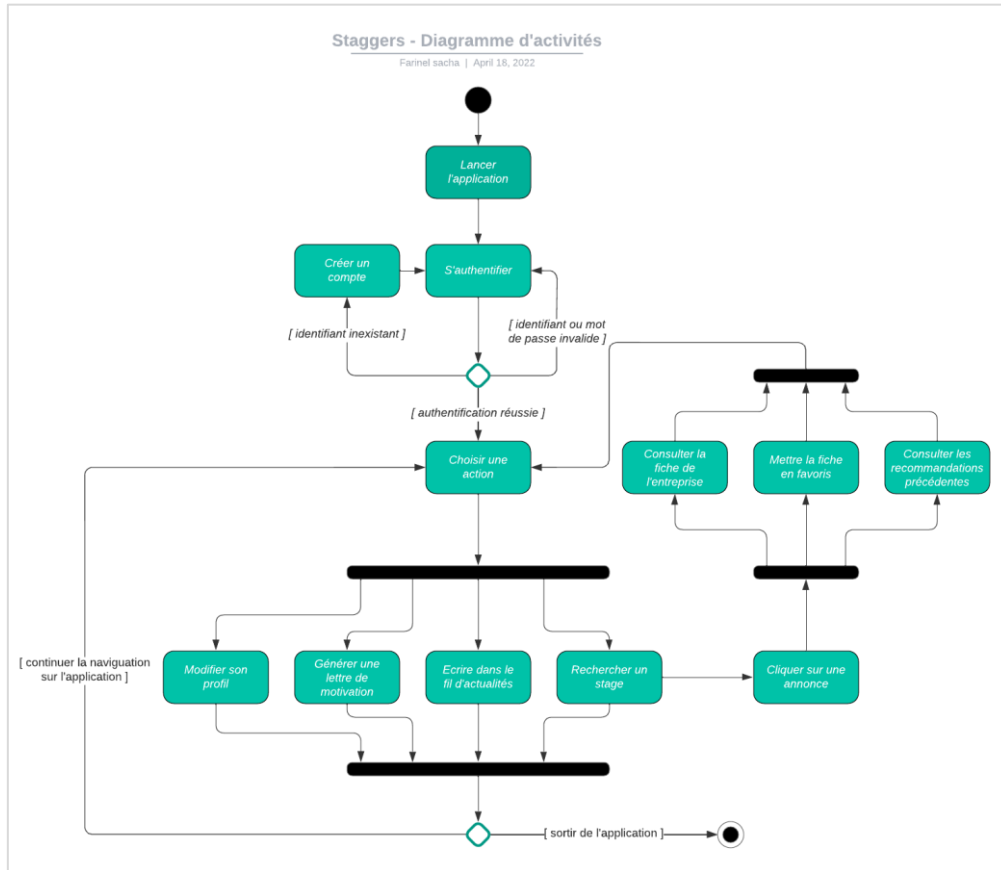 Staggers - Diagramme d'activités
Farinel sacha | April 18, 2022
Lancer
l'application
Créer un
compte
S'authentifier
[ identifiant inexistant ]
[ identifiant ou mot
de passe invalide ]
[ authentification réussie ]
Choisir une
action
Consulter la
fiche de
l'entreprise
Mettre la fiche
en favoris
Consulter les
recommandations
précédentes
[ continuer la naviguation
sur l'application ]
Modifier son
profil
Générer une
lettre de
motivation
Ecrire dans le
fil d'actualités
Rechercher un
stage
Cliquer sur une
annonce
[ sortir de l'application ]